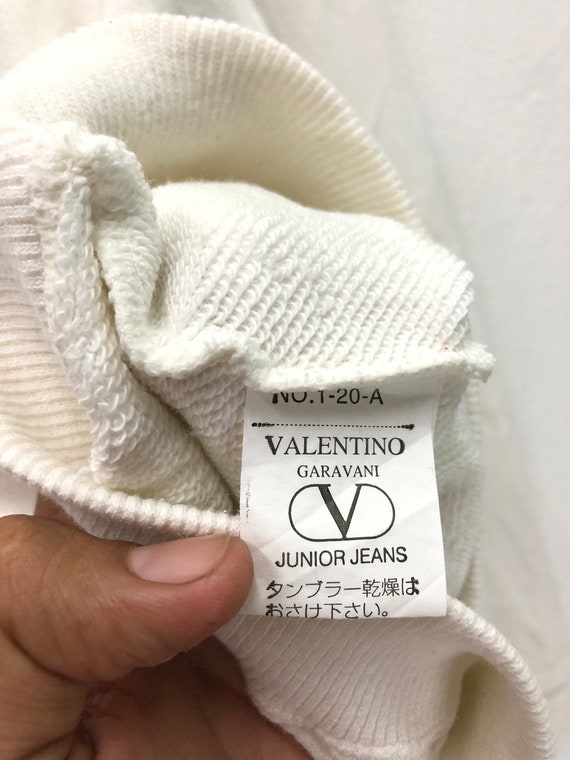 NO.1-20-A
VALENTINO
GARAVANI
V
JUNIOR JEANS
タンブラー乾燥は
おさけ下さい。